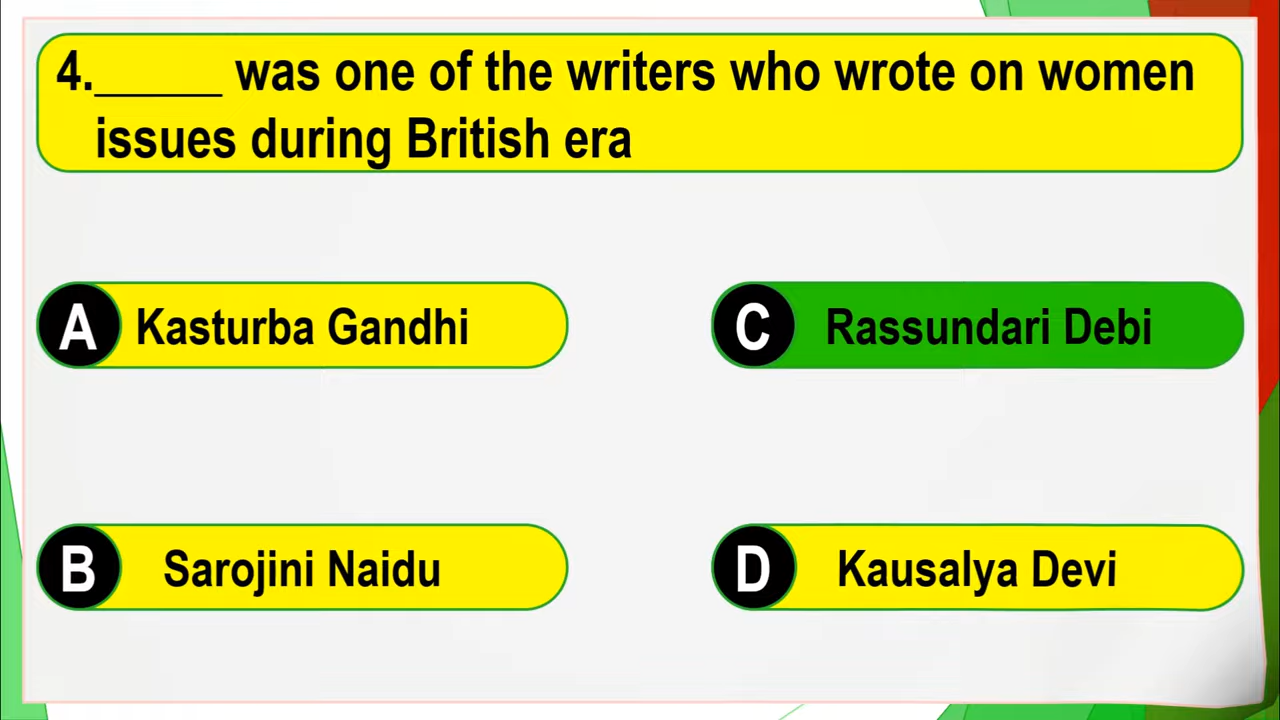 4._____ was one of the writers who wrote on women
issues during British era
A Kasturba Gandhi
C Rassundari Debi
B Sarojini Naidu
D Kausalya Devi